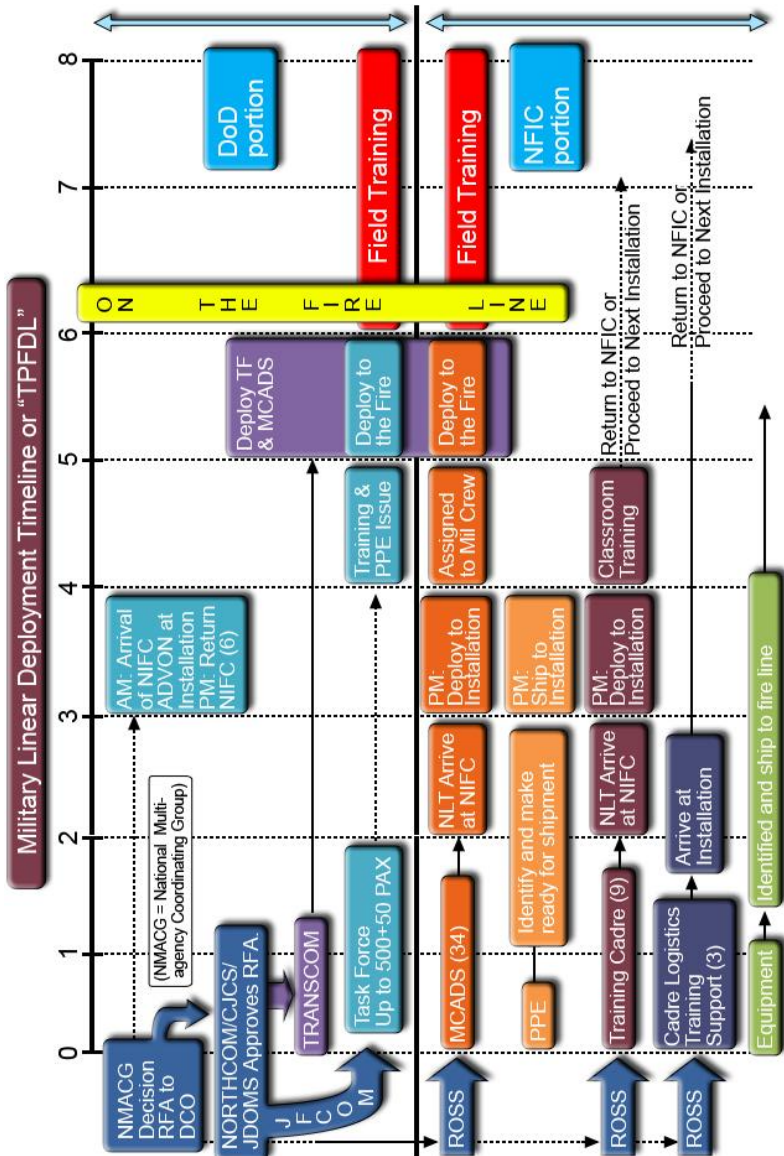 Military Linear Deployment Timeline or “TPFDL”
0
1
2
3
4
5
6
7
8
NMACG
Decision
RFA to
DCO
(NMACG = National Multi-
agency Coordinating Group)
AM: Arrival
of NIFC
ADVON at
Installation
PM: Return
NIFC (6)
DoD
portion
NORTHCOM/CJCS/
JDOMS Approves RFA.
JFCOM
TRANSCOM
Deploy TF
& MCADS
ON THE FIRE LINE
Task Force
Up to 500+50 PAX
Training &
PPE Issue
Deploy to
the Fire
Field Training
ROSS
MCADS (34)
NLT Arrive
at NIFC
PM:
Deploy to
Installation
Assigned
to Mil Crew
Deploy to
the Fire
Field Training
PPE
Identify and make
ready for shipment
PM:
Ship to
Installation
NFIC
portion
ROSS
Training Cadre (9)
NLT Arrive
at NIFC
PM:
Deploy to
Installation
Classroom
Training
Return to NFIC or
Proceed to Next Installation
ROSS
Cadre Logistics
Training
Support (3)
Arrive at
Installation
Return to NFIC or
Proceed to Next Installation
Equipment
Identified and ship to fire line